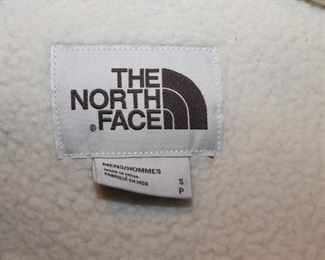 THE
NORTH
® FACE
MENS/HOMMES
MADE IN CHINA
FABRIQUÉ EN CHINE
S
P